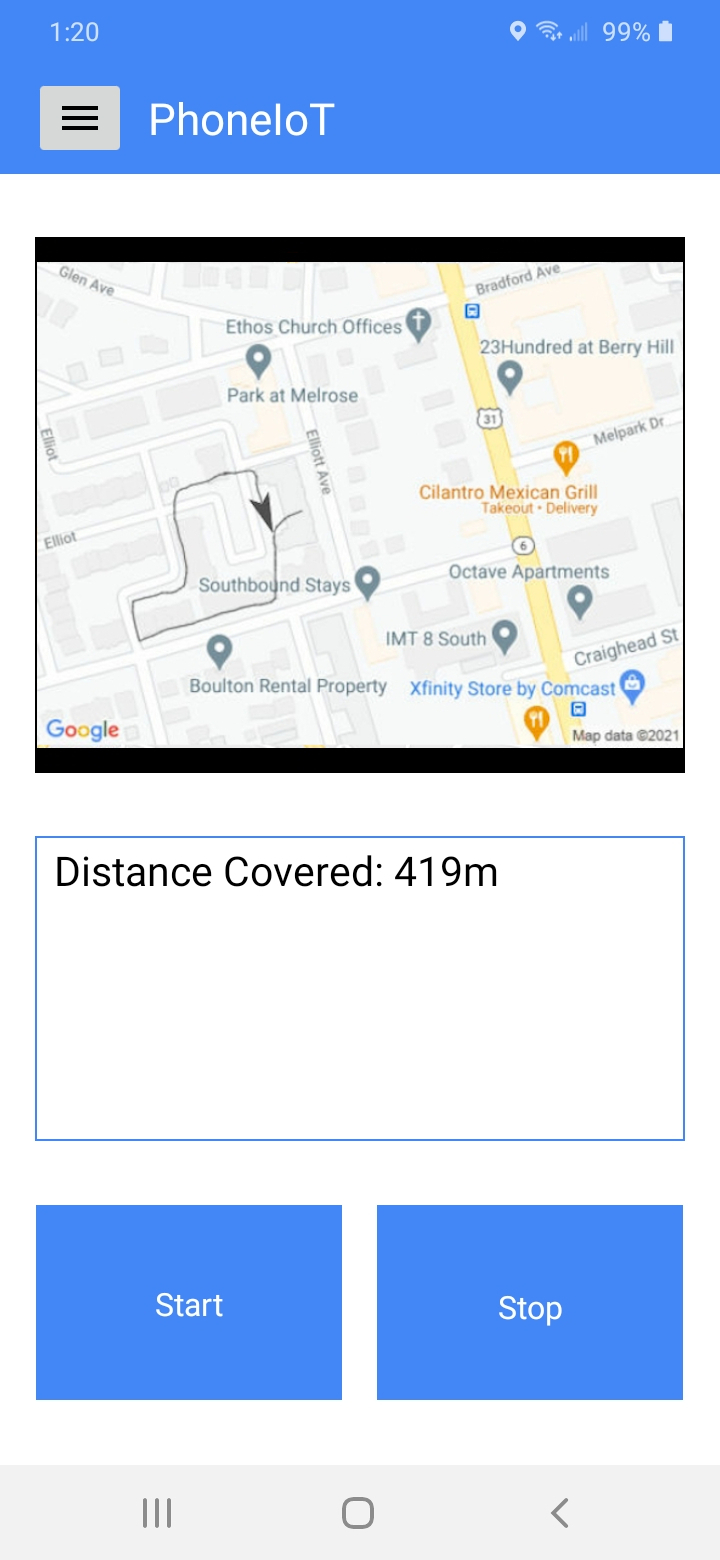 1:20
99%
PhoneIoT
Glen Ave
Bradford Ave
Ethos Church Offices
23Hundred at Berry Hill
Park at Melrose
31
Melpark Dr
Elliot
Elliott Ave
Cilantro Mexican Grill
Takeout • Delivery
Elliot
6
Southbound Stays
Octave Apartments
IMT 8 South
Craighead St
Boulton Rental Property
Xfinity Store by Comcast
Google
Map data ©2021
Distance Covered: 419m
Start
Stop